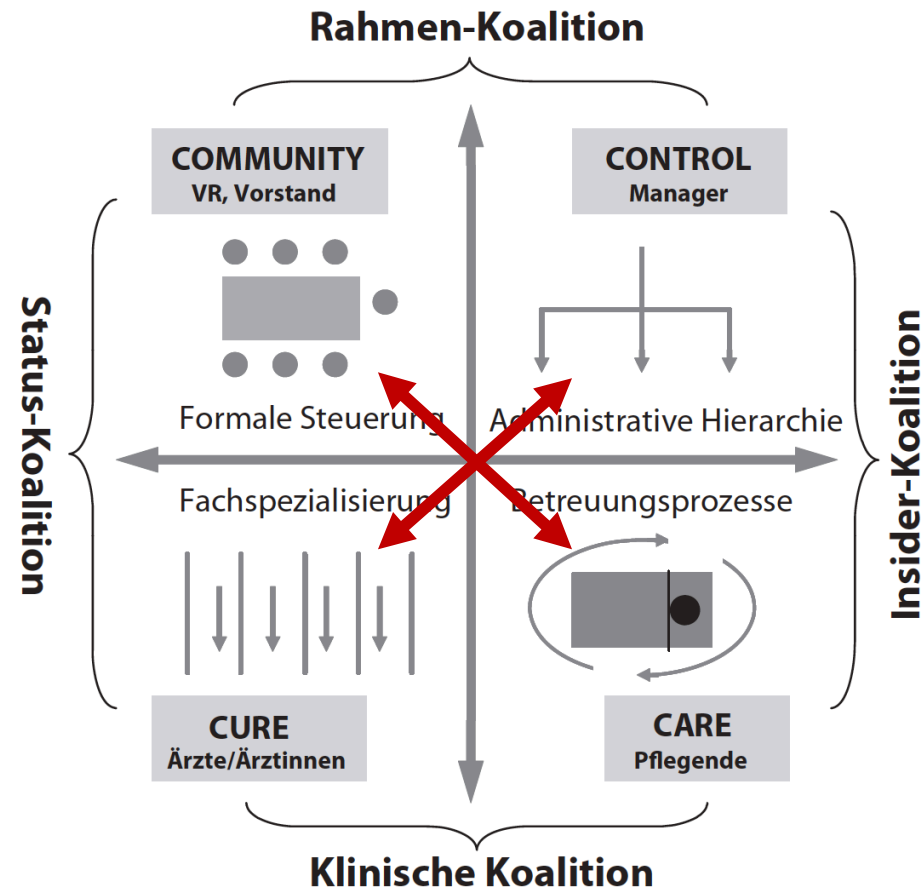 Rahmen-Koalition
COMMUNITY
VR, Vorstand
CONTROL
Manager
Status-Koalition
Insider-Koalition
Formale Steuerung
Administrative Hierarchie
Fachspezialisierung
Betreuungsprozesse
CURE
Ärzte/Ärztinnen
CARE
Pflegende
Klinische Koalition